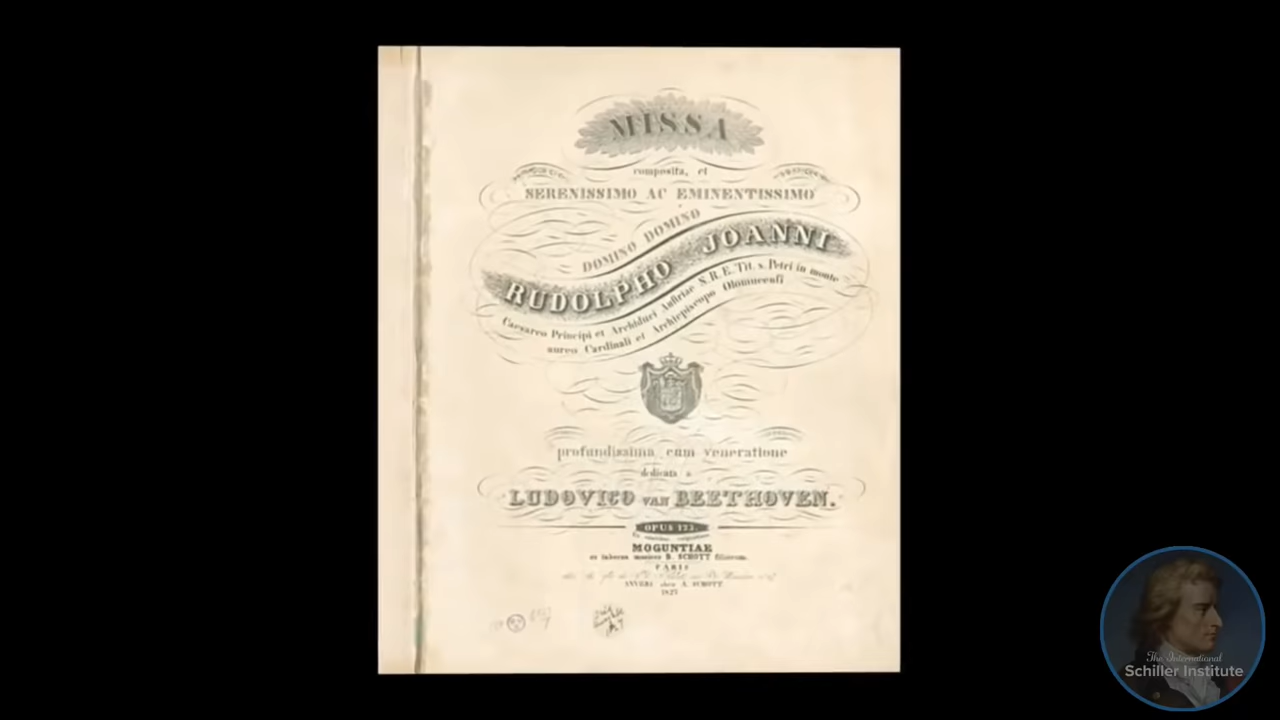 MISSA
composita, et
SERENISSIMO AC EMINENTISSIMO
DOMINO DOMINO
RUDOLPHO JOANNI
Caesareo Principi et Archiduci Austriae S. R. E. Tit. s. Petri in monte
aureo Cardinali et Archiepiscopo Olomucensi
profundissima cum veneratione
dedicata a
LUDOVICO VAN BEETHOVEN.
OPUS 123.
MOGUNTIAE
ex taberna musices B. SCHOTT filiorum.
PARIS
ANVERS chez A. SCHOTT.
1827
The International
Schiller Institute